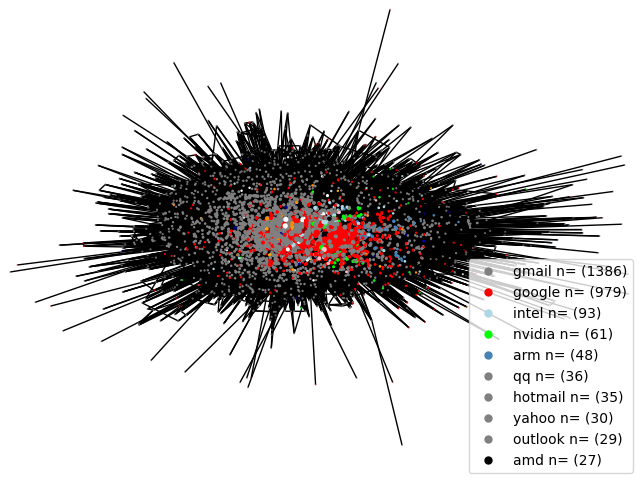 gmail n= (1386)
google n= (979)
intel n= (93)
nvidia n= (61)
arm n= (48)
qq n= (36)
hotmail n= (35)
yahoo n= (30)
outlook n= (29)
amd n= (27)